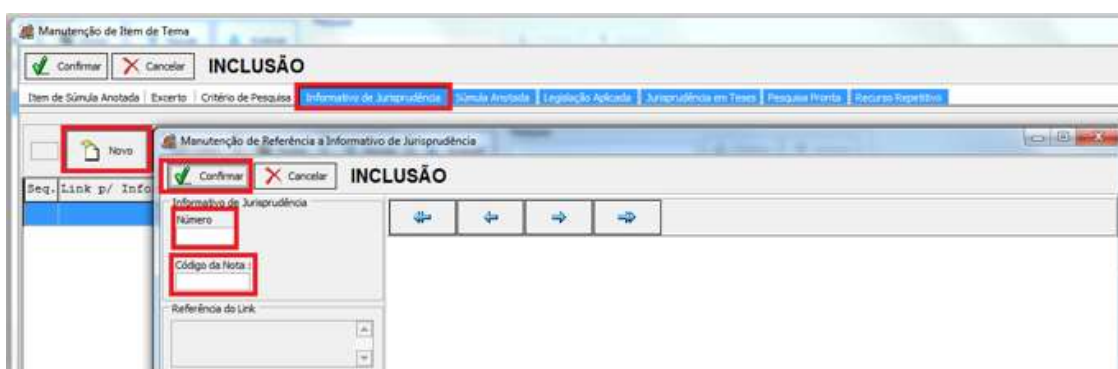 Manutenção de Item de Tema
Confirmar Cancelar INCLUSÃO
Item de Súmula Anotada Excerto Critério de Pesquisa Informativo de Jurisprudência Súmula Anotada Legislação Aplicada Jurisprudência em Teses Pesquisa Pronta Recurso Repetitivo
Novo
Manutenção de Referência a Informativo de Jurisprudência
Confirmar Cancelar INCLUSÃO
Seq. Link p/ Info
Informativo de Jurisprudência
Número
Código da Nota :
Referência do Link